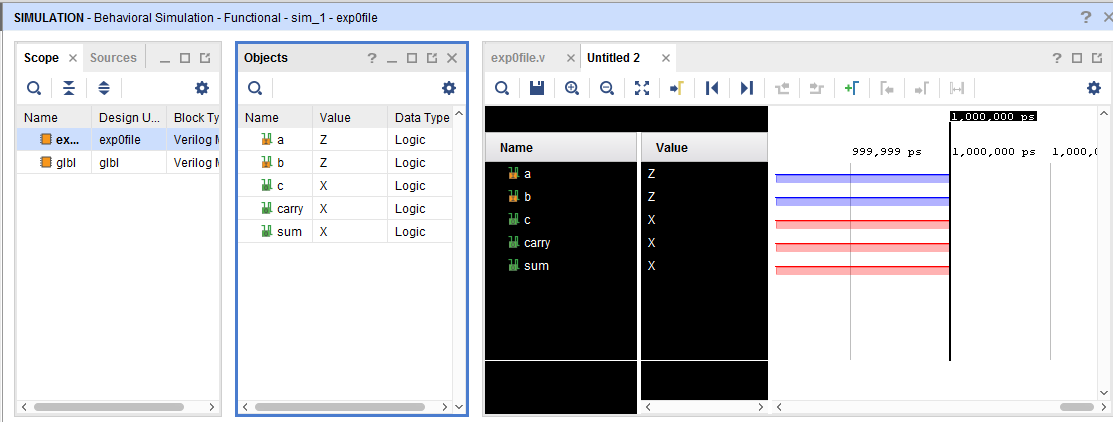 SIMULATION - Behavioral Simulation - Functional - sim_1 - exp0file
Scope Sources
Name Design U... Block Ty
ex... exp0file Verilog M
glbl glbl Verilog M
Objects
Name Value Data Type
a Z Logic
b Z Logic
c X Logic
carry X Logic
sum X Logic
exp0file.v Untitled 2
1,000,000 ps
Name Value 999,999 ps 1,000,000 ps 1,000,0
a Z
b Z
c X
carry X
sum X